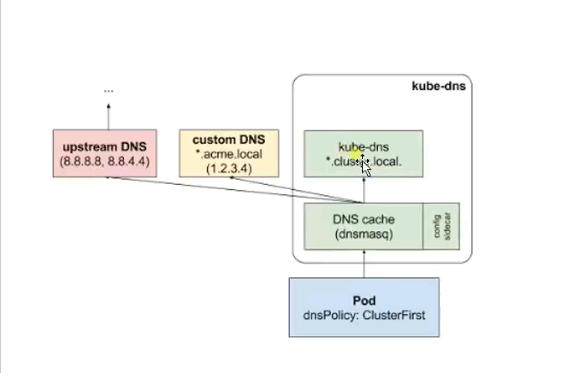 kube-dns
...
upstream DNS
(8.8.8.8, 8.8.4.4)
custom DNS
*.acme.local
(1.2.3.4)
kube-dns
*.cluster.local.
DNS cache
(dnsmasq)
config
sidecar
Pod
dnsPolicy: ClusterFirst